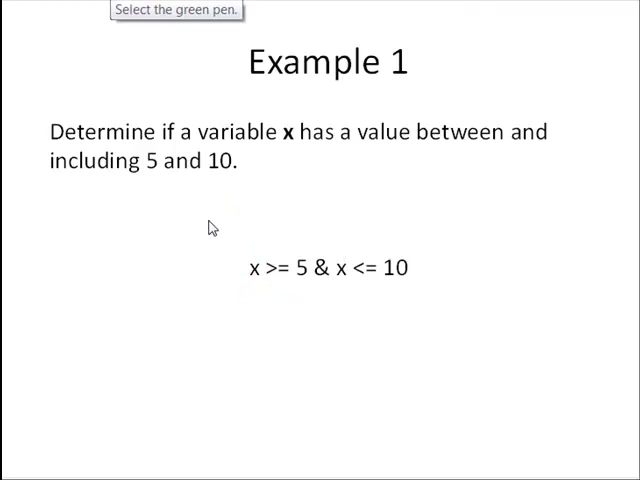 Select the green pen.
Example 1
Determine if a variable x has a value between and
including 5 and 10.
x >= 5 & x <= 10